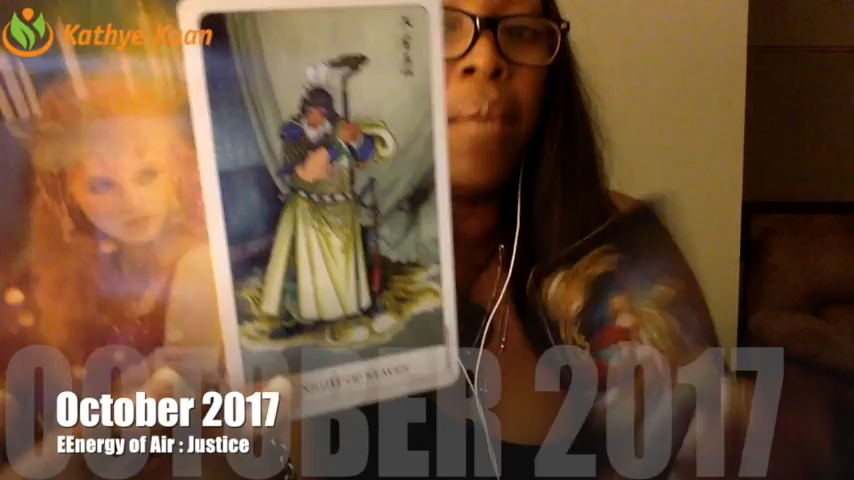 Kathye Kaan
October 2017
EEnergy of Air : Justice
OCTOBER 2017